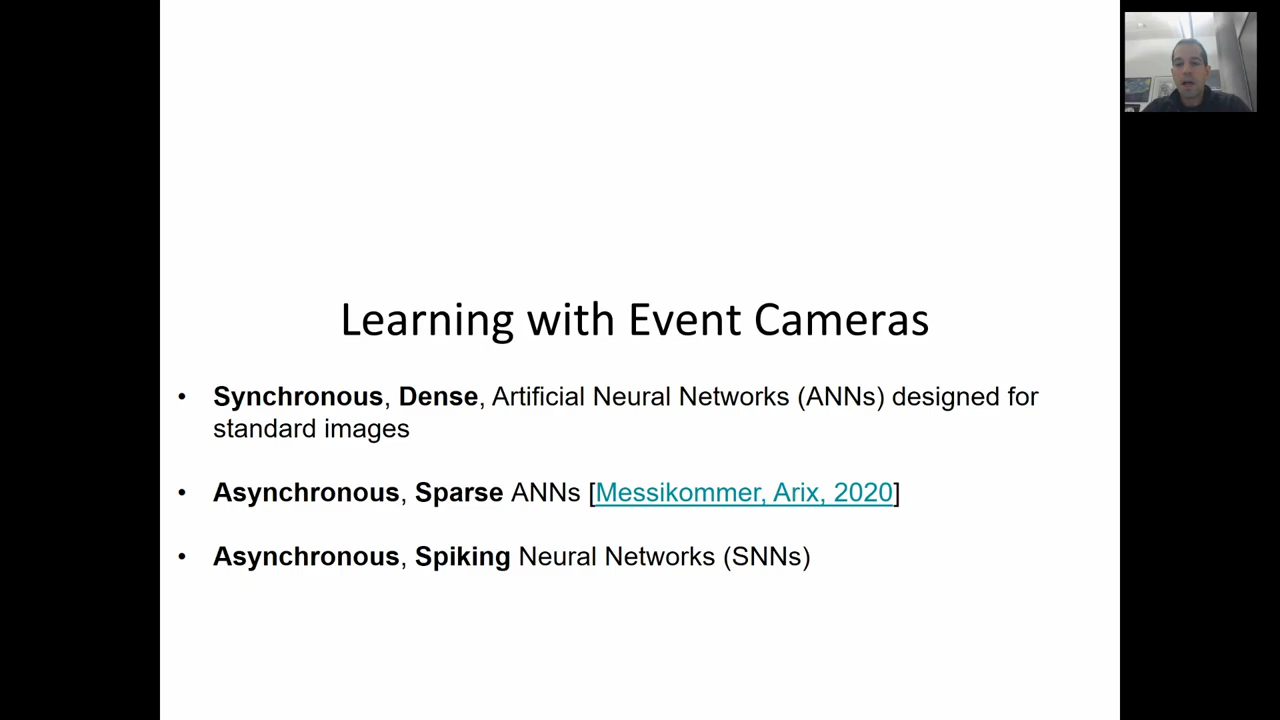 Learning with Event Cameras
• Synchronous, Dense, Artificial Neural Networks (ANNs) designed for
standard images
• Asynchronous, Sparse ANNs [Messikommer, Arix, 2020]
• Asynchronous, Spiking Neural Networks (SNNs)